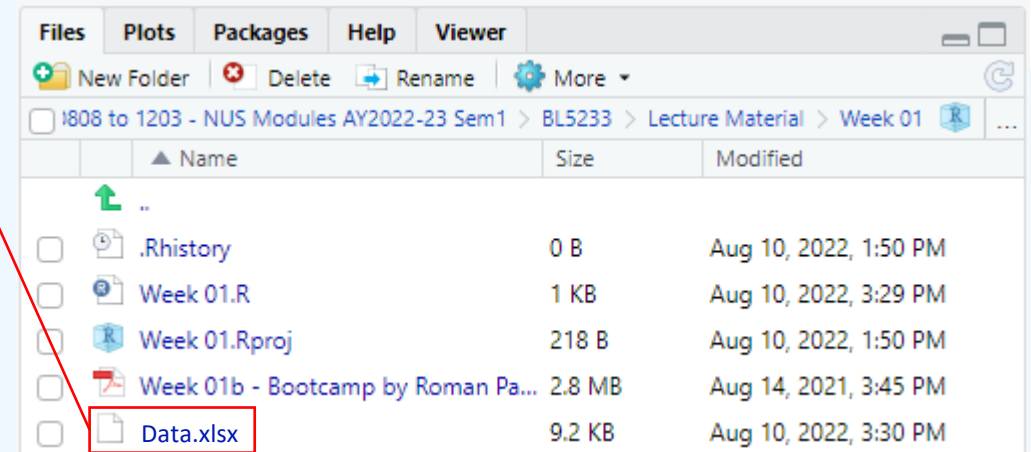 Files Plots Packages Help Viewer
New Folder Delete Rename More
808 to 1203 - NUS Modules AY2022-23 Sem1 > BL5233 > Lecture Material > Week 01 R ...
Name Size Modified
..
.Rhistory 0 B Aug 10, 2022, 1:50 PM
Week 01.R 1 KB Aug 10, 2022, 3:29 PM
Week 01.Rproj 218 B Aug 10, 2022, 1:50 PM
Week 01b - Bootcamp by Roman Pa... 2.8 MB Aug 14, 2021, 3:45 PM
Data.xlsx 9.2 KB Aug 10, 2022, 3:30 PM